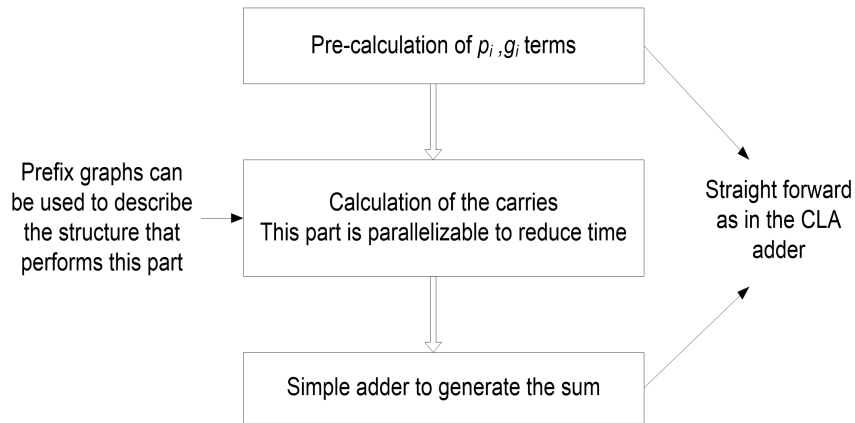 Pre-calculation of pi ,gi terms
Prefix graphs can
be used to describe
the structure that
performs this part
Calculation of the carries
This part is parallelizable to reduce time
Straight forward
as in the CLA
adder
Simple adder to generate the sum